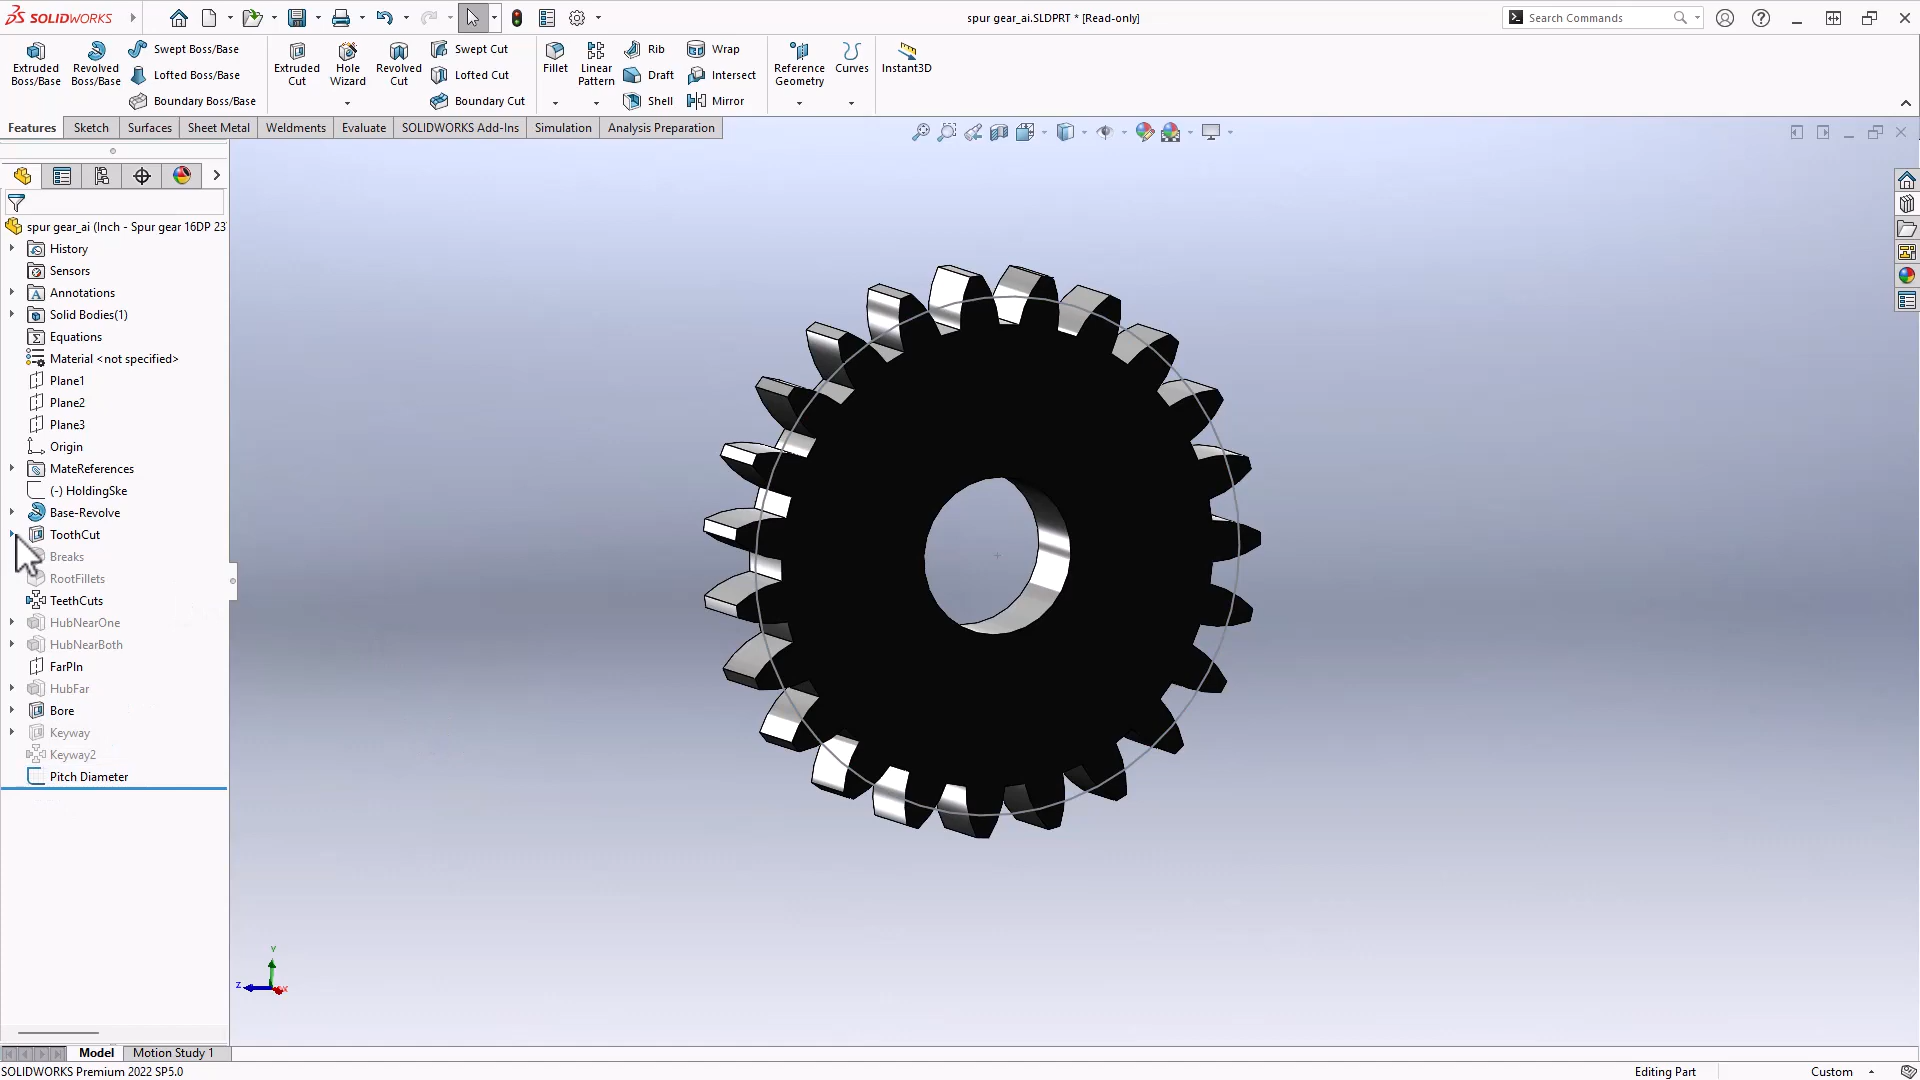 SOLIDWORKS
spur gear_ai.SLDPRT * [Read-only]
Search Commands
Extruded Boss/Base
Revolved Boss/Base
Swept Boss/Base
Lofted Boss/Base
Boundary Boss/Base
Extruded Cut
Hole Wizard
Revolved Cut
Swept Cut
Lofted Cut
Boundary Cut
Fillet
Linear Pattern
Rib
Draft
Shell
Wrap
Intersect
Mirror
Reference Geometry
Curves
Instant3D
Features
Sketch
Surfaces
Sheet Metal
Weldments
Evaluate
SOLIDWORKS Add-Ins
Simulation
Analysis Preparation
spur gear_ai (Inch - Spur gear 16DP 23
History
Sensors
Annotations
Solid Bodies(1)
Equations
Material <not specified>
Plane1
Plane2
Plane3
Origin
MateReferences
(-) HoldingSke
Base-Revolve
ToothCut
Breaks
RootFillets
TeethCuts
HubNearOne
HubNearBoth
FarPln
HubFar
Bore
Keyway
Keyway2
Pitch Diameter
Y
Z
X
Model
Motion Study 1
SOLIDWORKS Premium 2022 SP5.0
Editing Part
Custom